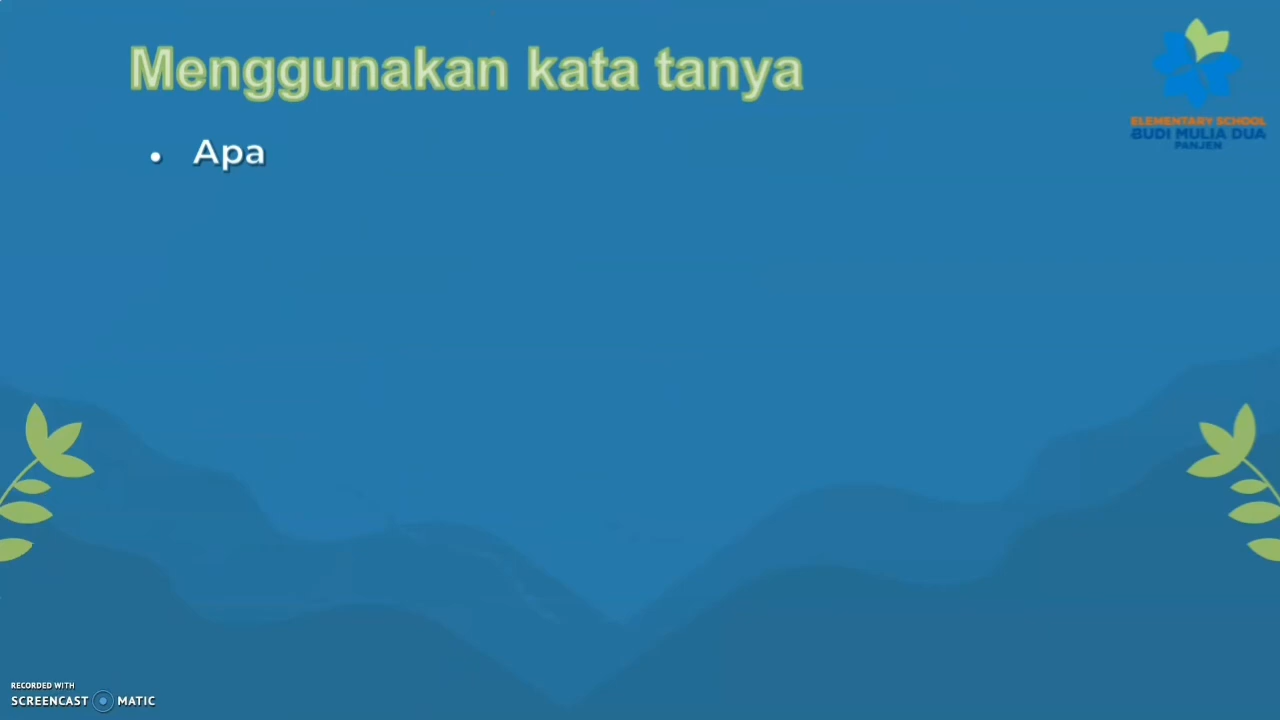 Menggunakan kata tanya
• Apa
ELEMENTARY SCHOOL
BUDI MULIA DUA
PANJEN
RECORDED WITH
SCREENCAST MATIC